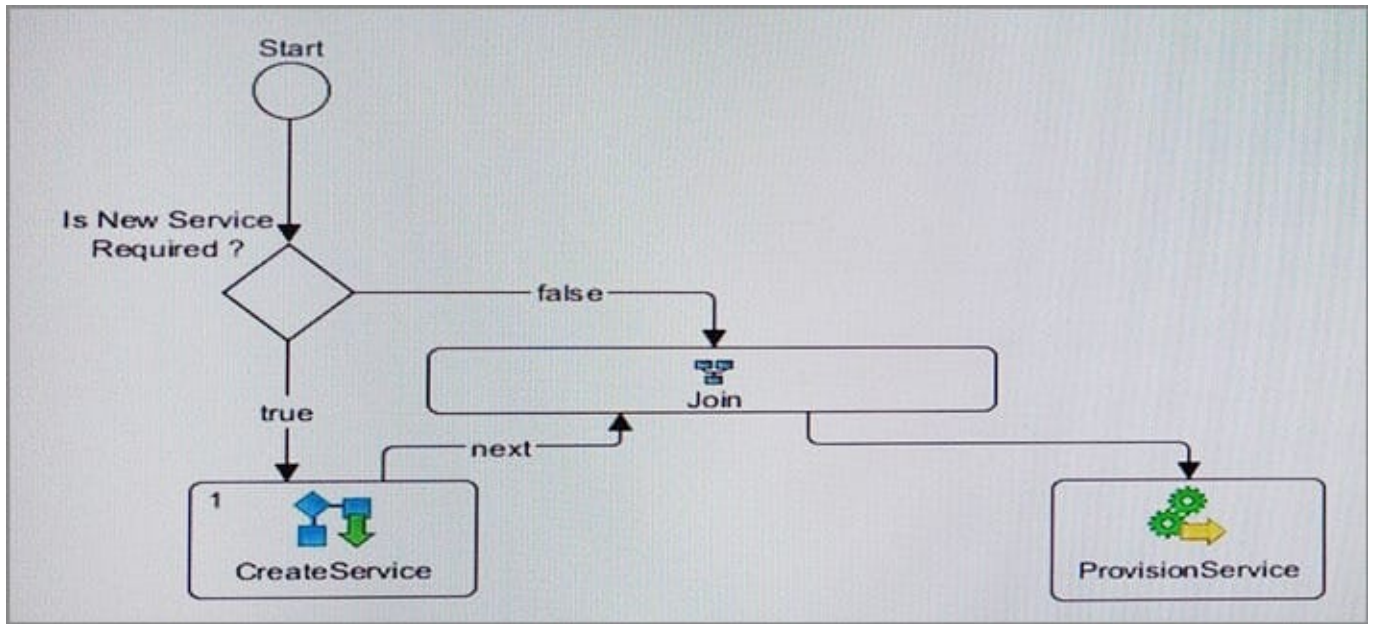 Start
Is New Service
Required ?
false
true
Join
next
1
CreateService
ProvisionService